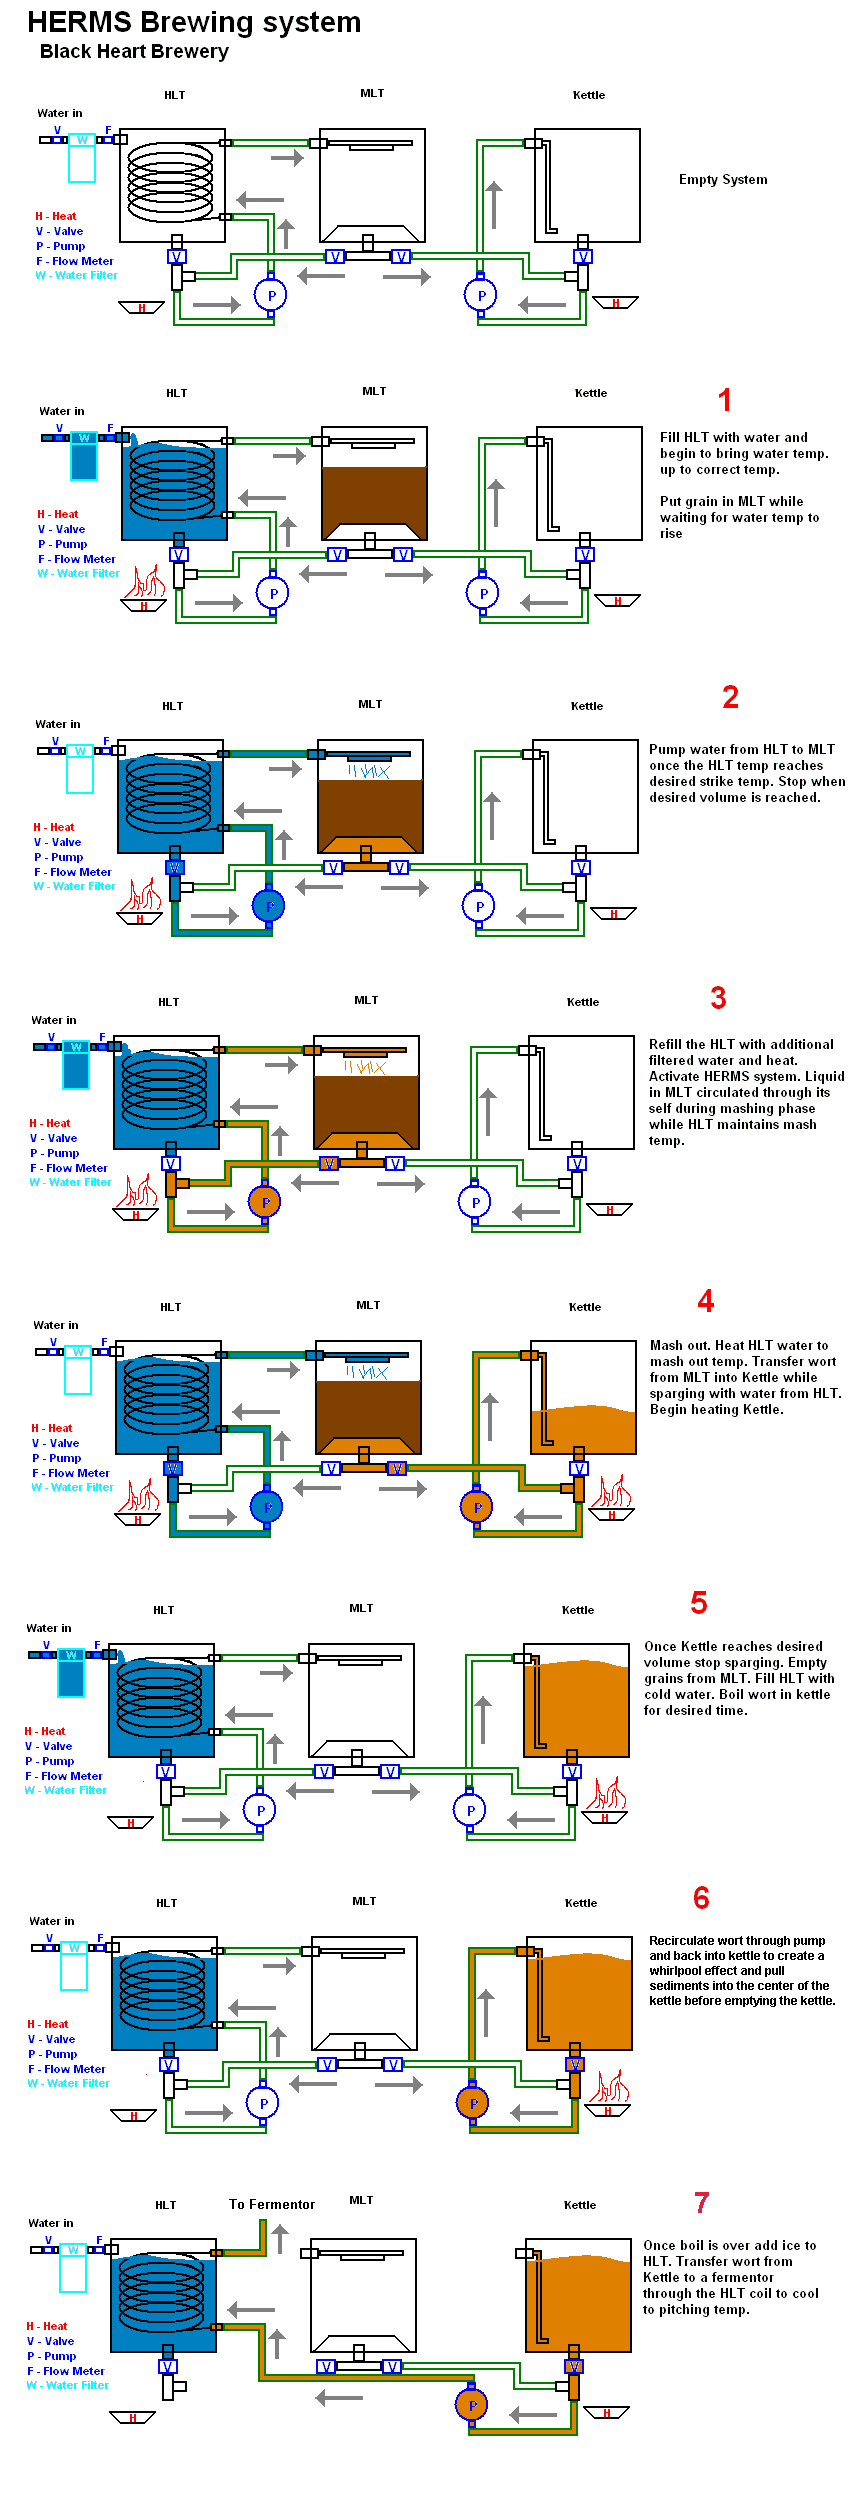 HERMS Brewing system
Black Heart Brewery
HLT
MLT
Kettle
Water in
V
F
W
Empty System
H - Heat
V - Valve
P - Pump
F - Flow Meter
W - Water Filter
V
V
V
V
P
P
H
H
1
HLT
MLT
Kettle
Water in
V
F
W
Fill HLT with water and
begin to bring water temp.
up to correct temp.
Put grain in MLT while
waiting for water temp to
rise
H - Heat
V - Valve
P - Pump
F - Flow Meter
W - Water Filter
V
V
V
V
P
P
H
H
2
HLT
MLT
Kettle
Water in
V
F
W
Pump water from HLT to MLT
once the HLT temp reaches
desired strike temp. Stop when
desired volume is reached.
H - Heat
V - Valve
P - Pump
F - Flow Meter
W - Water Filter
V
V
V
V
P
P
H
H
3
HLT
MLT
Kettle
Water in
V
F
W
Refill the HLT with additional
filtered water and heat.
Activate HERMS system. Liquid
in MLT circulated through its
self during mashing phase
while HLT maintains mash
temp.
H - Heat
V - Valve
P - Pump
F - Flow Meter
W - Water Filter
V
V
V
V
P
P
H
H
4
HLT
MLT
Kettle
Water in
V
F
W
Mash out. Heat HLT water to
mash out temp. Transfer wort
from MLT into Kettle while
sparging with water from HLT.
Begin heating Kettle.
H - Heat
V - Valve
P - Pump
F - Flow Meter
W - Water Filter
V
V
V
V
P
P
H
H
5
HLT
MLT
Kettle
Water in
V
F
W
Once Kettle reaches desired
volume stop sparging. Empty
grains from MLT. Fill HLT with
cold water. Boil wort in kettle
for desired time.
H - Heat
V - Valve
P - Pump
F - Flow Meter
W - Water Filter
V
V
V
V
P
P
H
H
6
HLT
MLT
Kettle
Water in
V
F
W
Recirculate wort through pump
and back into kettle to create a
whirlpool effect and pull
sediments into the center of the
kettle before emptying the kettle.
H - Heat
V - Valve
P - Pump
F - Flow Meter
W - Water Filter
V
V
V
V
P
P
H
H
7
HLT
To Fermentor
MLT
Kettle
Water in
V
F
W
Once boil is over add ice to
HLT. Transfer wort from
Kettle to a fermentor
through the HLT coil to cool
to pitching temp.
H - Heat
V - Valve
P - Pump
F - Flow Meter
W - Water Filter
V
V
V
V
P
H
H